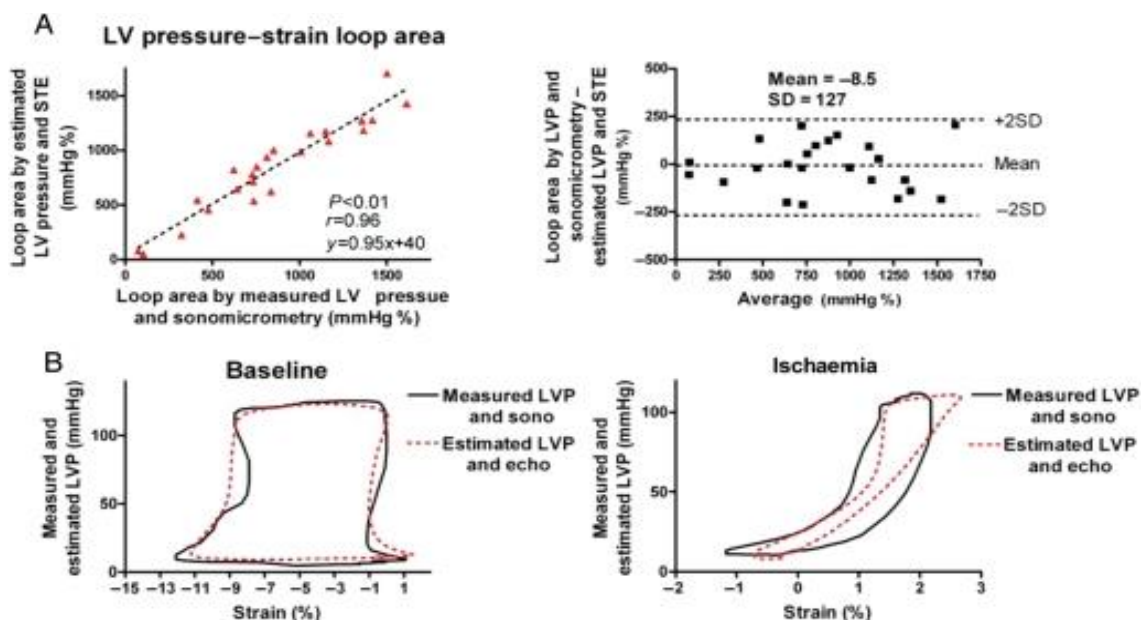 A
LV pressure–strain loop area
Loop area by estimated
LV pressure and STE
(mmHg %)
1500
1000
500
0
P<0.01
r=0.96
y=0.95x+40
0 500 1000 1500
Loop area by measured LV pressue
and sonomicrometry (mmHg %)
Loop area by LVP and
sonomicrometry –
estimated LVP and STE
(mmHg %)
500
250
0
−250
−500
Mean = −8.5
SD = 127
+2SD
Mean
−2SD
0 250 500 750 1000 1250 1500 1750
Average (mmHg %)
B
Baseline
Measured and
estimated LVP (mmHg)
100
50
0
Measured LVP
and sono
Estimated LVP
and echo
−15 −13 −11 −9 −7 −5 −3 −1 1
Strain (%)
Ischaemia
Measured and
estimated LVP (mmHg)
100
50
0
Measured LVP
and sono
Estimated LVP
and echo
−2 −1 0 1 2 3
Strain (%)